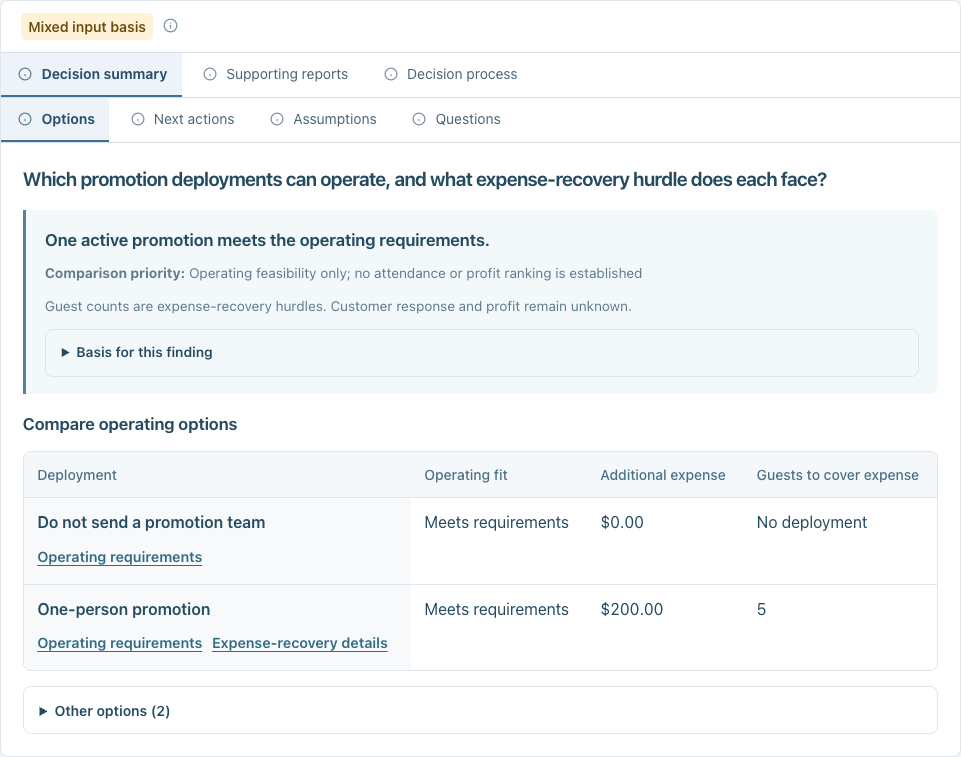 Mixed input basis
Decision summary
Supporting reports
Decision process
Options
Next actions
Assumptions
Questions
Which promotion deployments can operate, and what expense-recovery hurdle does each face?
One active promotion meets the operating requirements.
Comparison priority: Operating feasibility only; no attendance or profit ranking is established
Guest counts are expense-recovery hurdles. Customer response and profit remain unknown.
Basis for this finding
Compare operating options
Deployment Operating fit Additional expense Guests to cover expense
Do not send a promotion team Meets requirements $0.00 No deployment
Operating requirements
One-person promotion Meets requirements $200.00 5
Operating requirements Expense-recovery details
Other options (2)